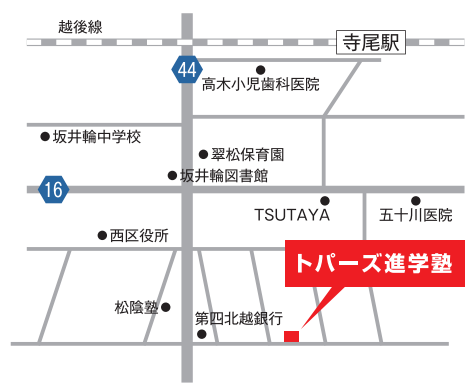 越後線
寺尾駅
44
高木小児歯科医院
坂井輪中学校
翠松保育園
坂井輪図書館
16
TSUTAYA
五十川医院
西区役所
トパーズ進学塾
松陰塾
第四北越銀行